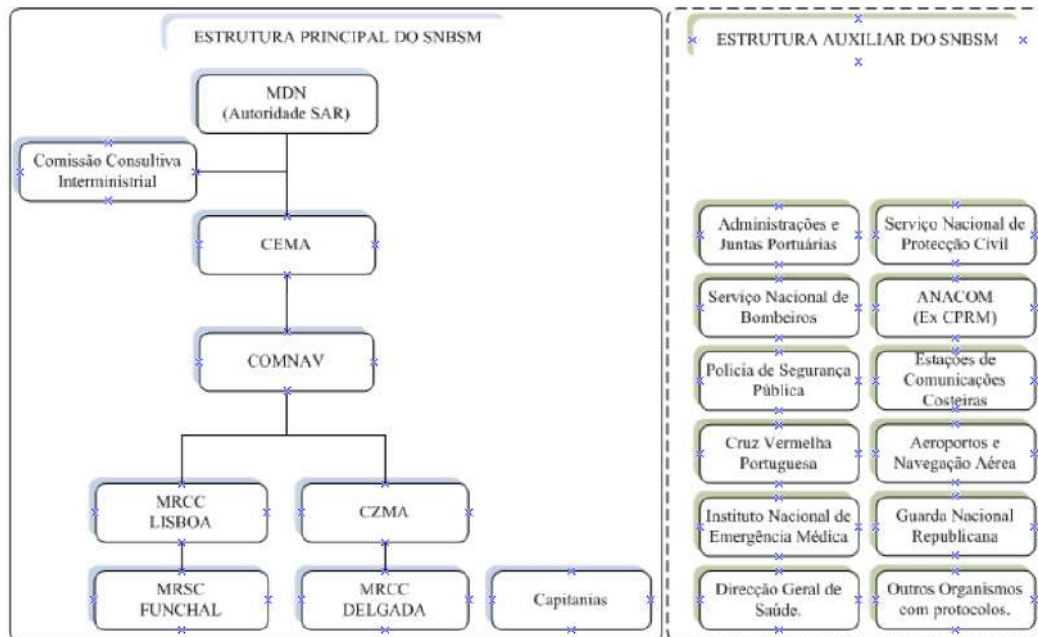 ESTRUTURA PRINCIPAL DO SNBSM
MDN
(Autoridade SAR)
Comissão Consultiva
Interministrial
CEMA
COMNAV
MRCC
LISBOA
CZMA
MRSC
FUNCHAL
MRCC
DELGADA
Capitanias
ESTRUTURA AUXILIAR DO SNBSM
Administrações e
Juntas Portuárias
Serviço Nacional de
Protecção Civil
Serviço Nacional de
Bombeiros
ANACOM
(Ex CPRM)
Policia de Segurança
Pública
Estações de
Comunicações
Costeiras
Cruz Vermelha
Portuguesa
Aeroportos e
Navegação Aérea
Instituto Nacional de
Emergência Médica
Guarda Nacional
Republicana
Direcção Geral de
Saúde.
Outros Organismos
com protocolos.